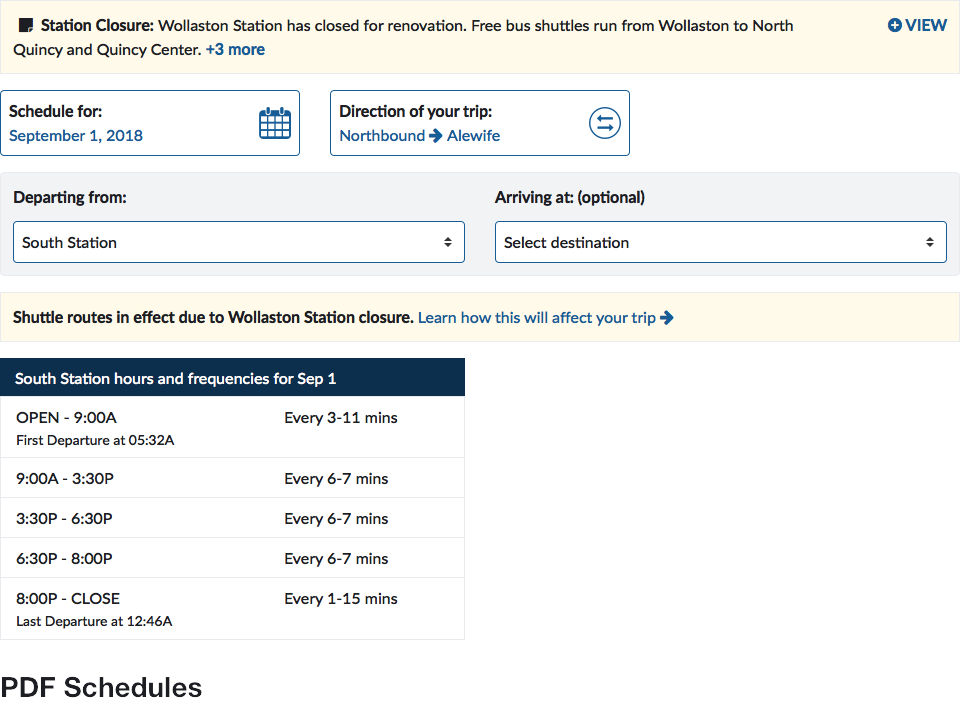 Station Closure: Wollaston Station has closed for renovation. Free bus shuttles run from Wollaston to North
Quincy and Quincy Center. +3 more
VIEW
Schedule for:
September 1, 2018
Direction of your trip:
Northbound → Alewife
Departing from:
South Station
Arriving at: (optional)
Select destination
Shuttle routes in effect due to Wollaston Station closure. Learn how this will affect your trip →
South Station hours and frequencies for Sep 1
OPEN - 9:00A Every 3-11 mins
First Departure at 05:32A
9:00A - 3:30P Every 6-7 mins
3:30P - 6:30P Every 6-7 mins
6:30P - 8:00P Every 6-7 mins
8:00P - CLOSE Every 1-15 mins
Last Departure at 12:46A
PDF Schedules